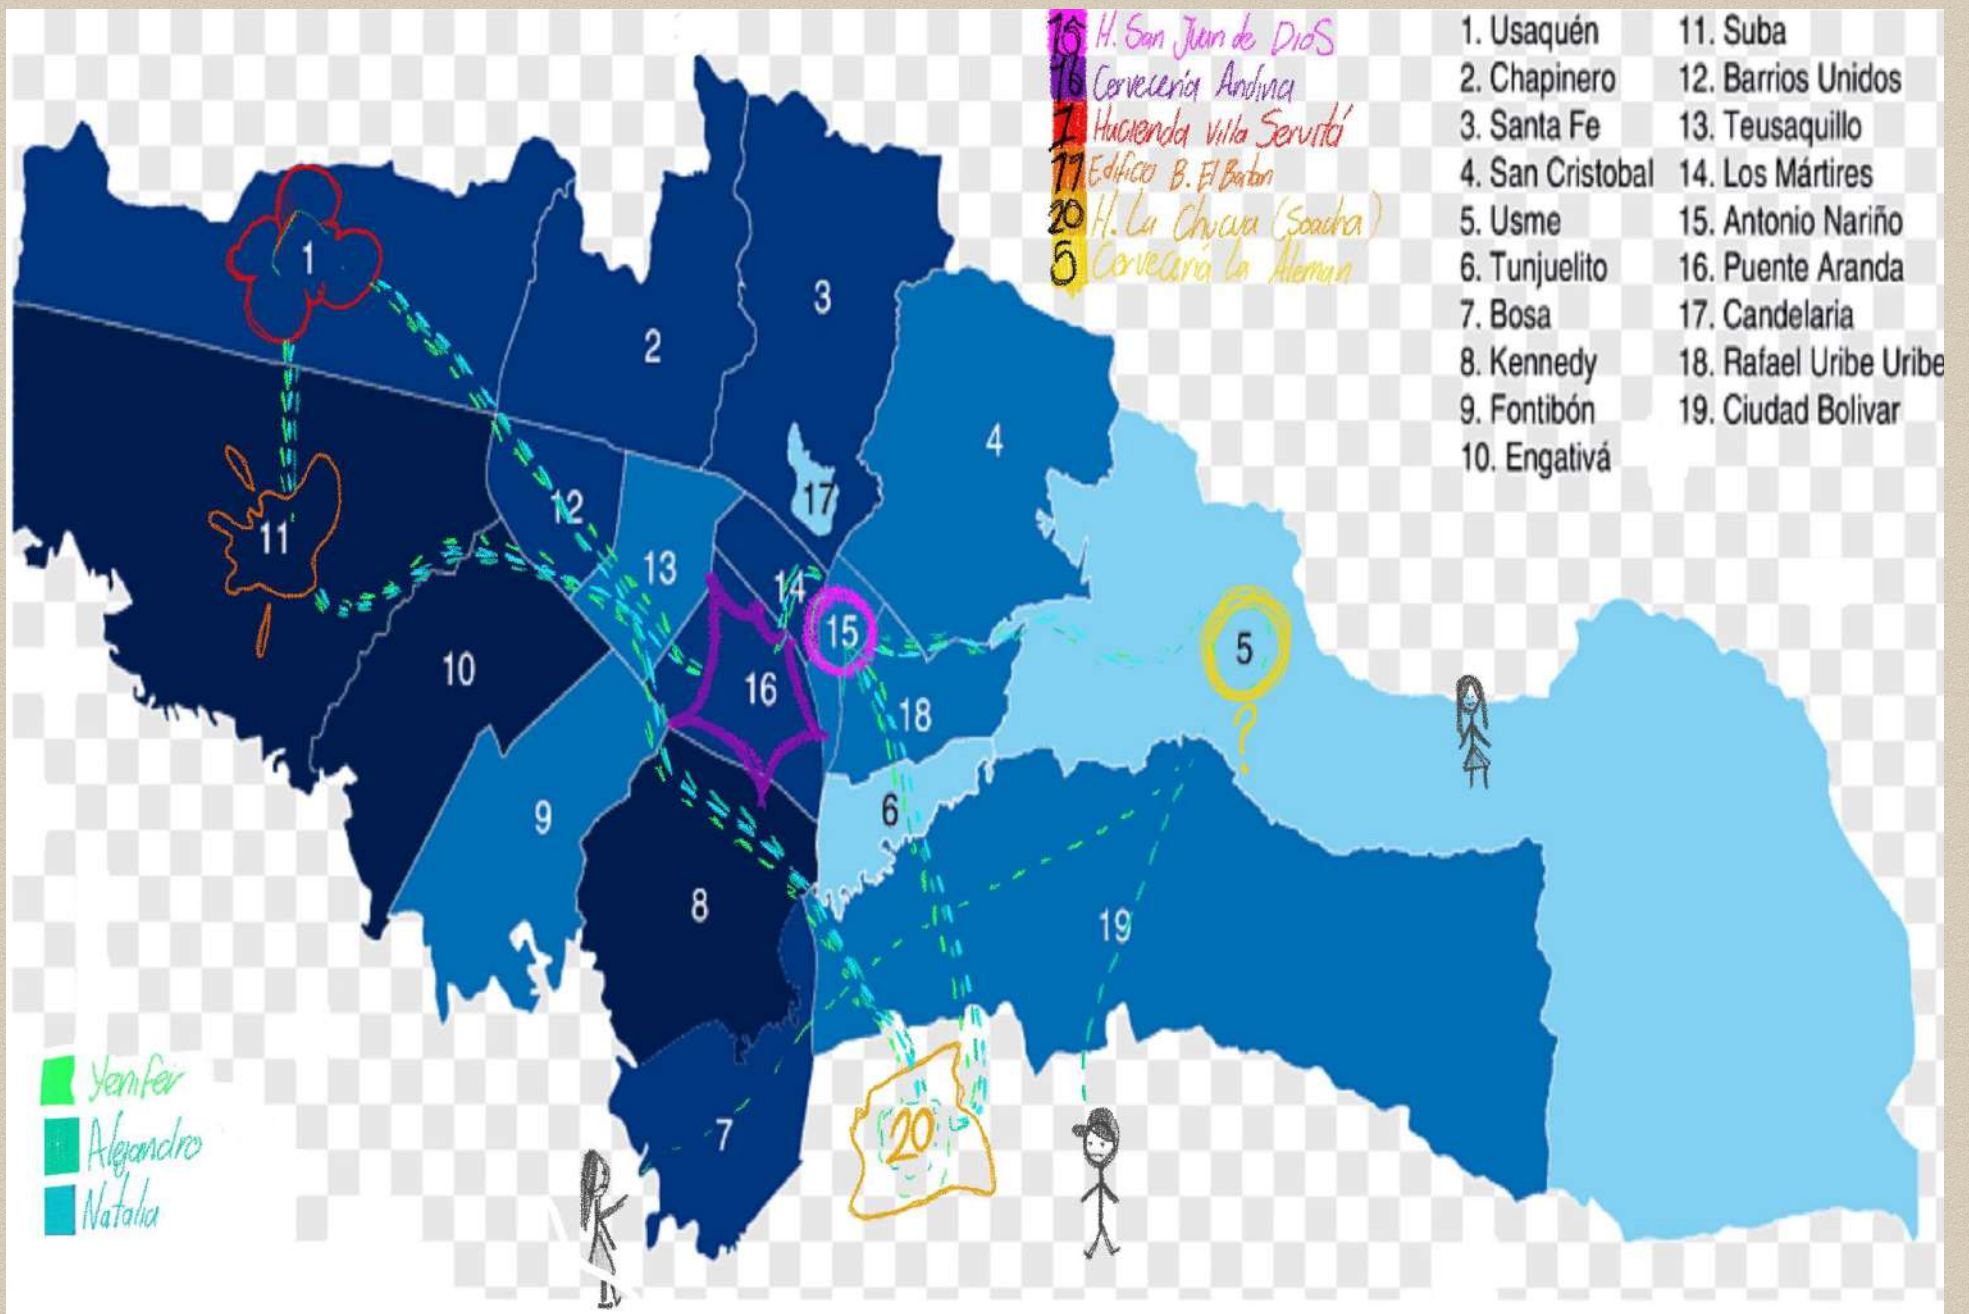 15 H. San Juan de DioS
16 Cervecería Andina
1 Hacienda Villa Servitá
11 Edificio B. El
20 H. La Chucua (Soacha)
5 Cervecería La Aleman
1. Usaquén
2. Chapinero
3. Santa Fe
4. San Cristobal
5. Usme
6. Tunjuelito
7. Bosa
8. Kennedy
9. Fontibón
10. Engativá
11. Suba
12. Barrios Unidos
13. Teusaquillo
14. Los Mártires
15. Antonio Nariño
16. Puente Aranda
17. Candelaria
18. Rafael Uribe Uribe
19. Ciudad Bolivar
1
2
3
4
17
12
11
13
14
15
5
10
16
18
9
6
8
19
7
20
?
Yenifer
Alejandro
Natalia